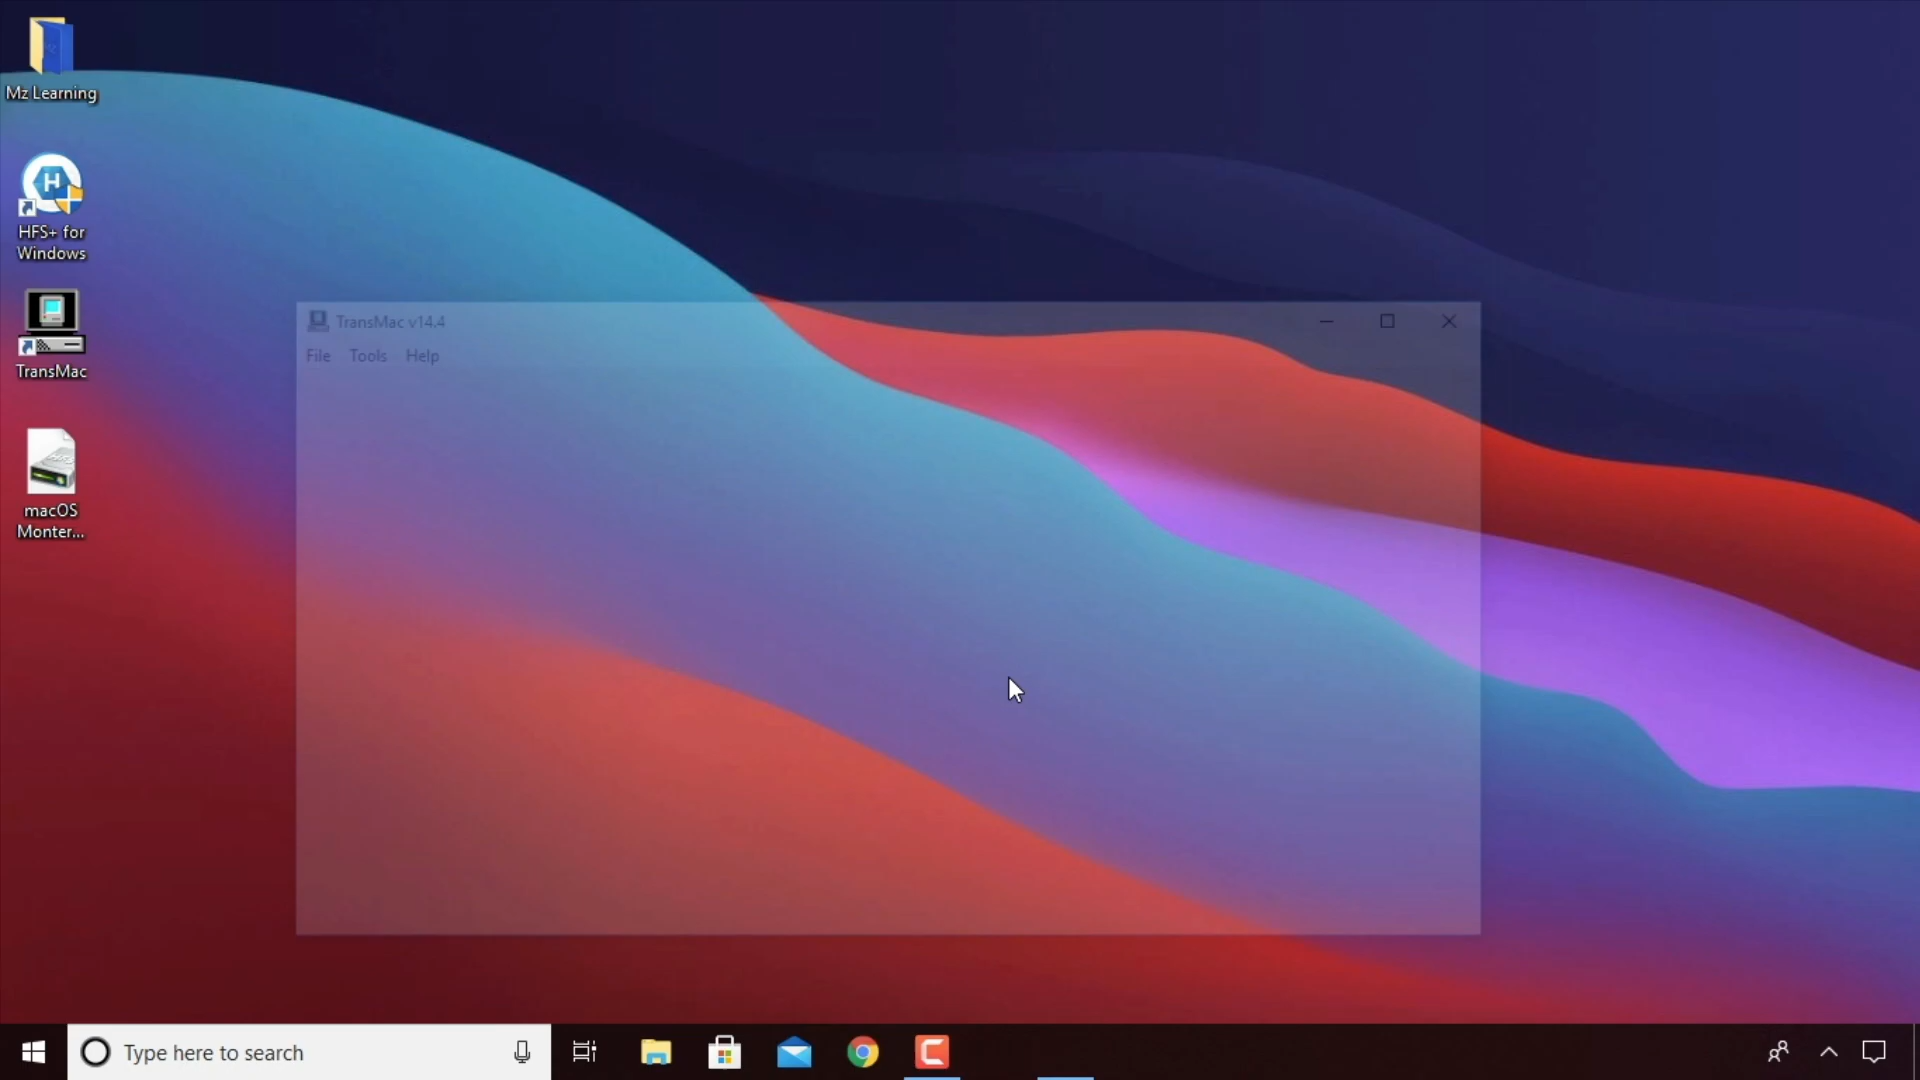 Mz Learning
HFS+ for
Windows
TransMac
macOS
Monter...
TransMac v14.4
File Tools Help
Type here to search